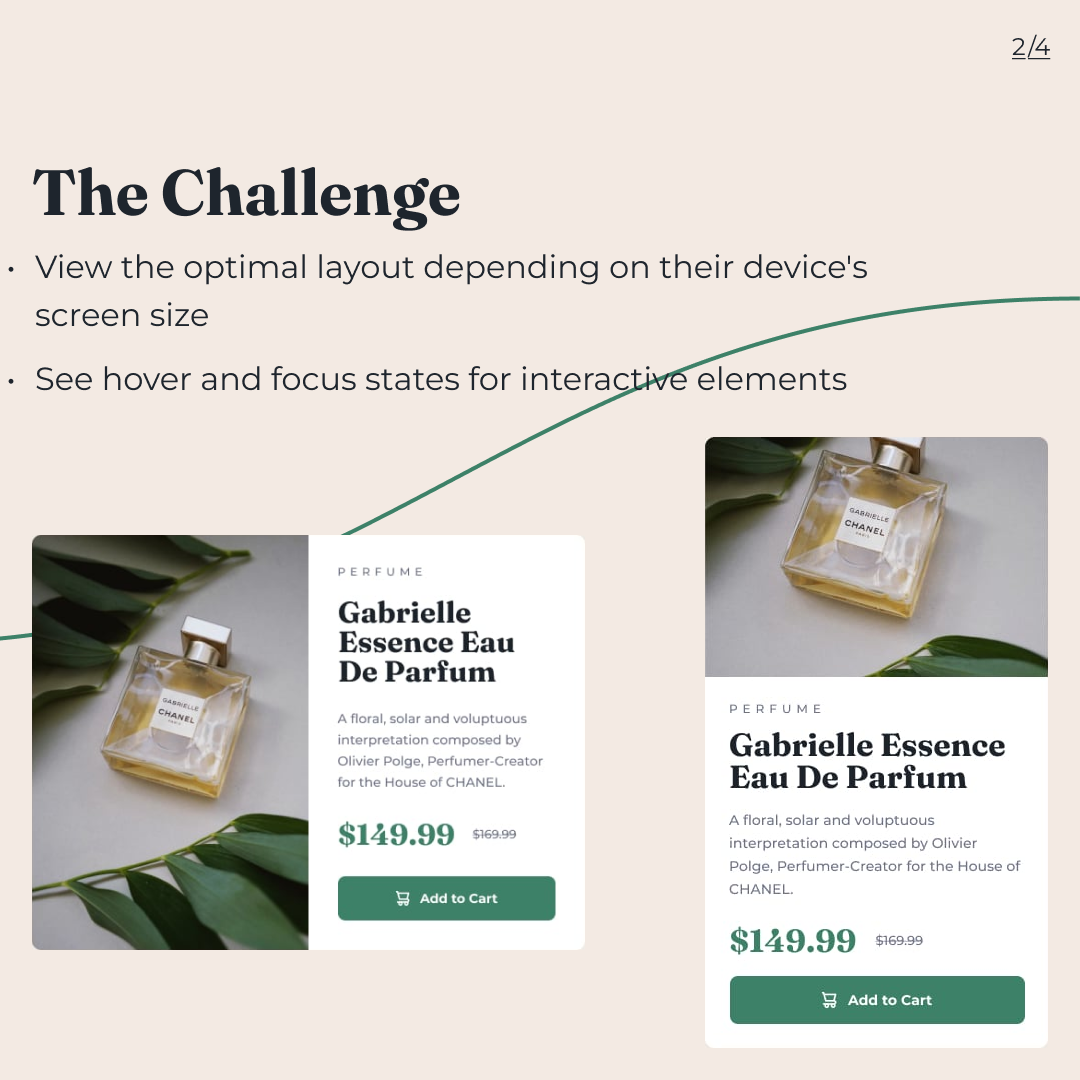 2/4
The Challenge
• View the optimal layout depending on their device's
screen size
• See hover and focus states for interactive elements
GABRIELLE
CHANEL
PARIS
PERFUME
Gabrielle
Essence Eau
De Parfum
A floral, solar and voluptuous
interpretation composed by
Olivier Polge, Perfumer-Creator
for the House of CHANEL.
$149.99 $169.99
Add to Cart
GABRIELLE
CHANEL
PARIS
PERFUME
Gabrielle Essence
Eau De Parfum
A floral, solar and voluptuous
interpretation composed by Olivier
Polge, Perfumer-Creator for the House of
CHANEL.
$149.99 $169.99
Add to Cart